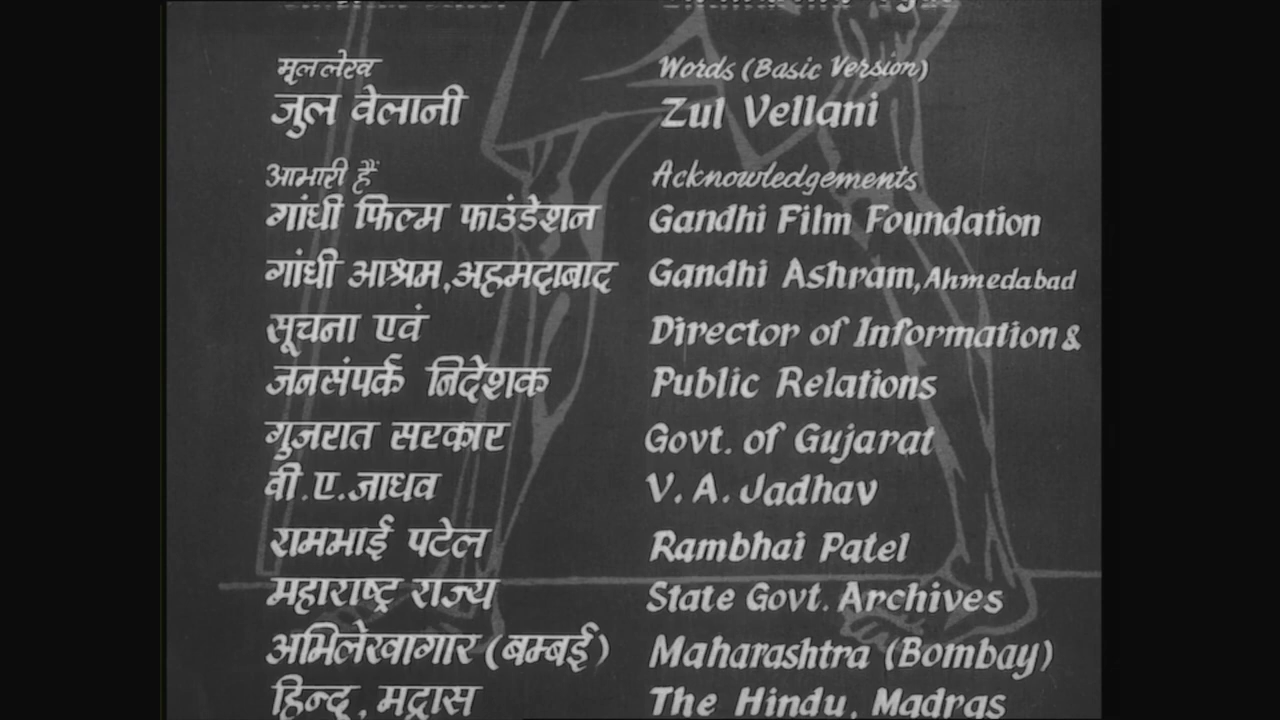 मूल लेख
Words (Basic Version)
जुल वेलानी
Zul Vellani
आभारी हैं
Acknowledgements
गांधी फिल्म फाउंडेशन
Gandhi Film Foundation
गांधी आश्रम, अहमदाबाद
Gandhi Ashram, Ahmedabad
सूचना एवं
Director of Information &
जनसंपर्क निदेशक
Public Relations
गुजरात सरकार
Govt. of Gujarat
वी. ए. जाधव
V. A. Jadhav
रामभाई पटेल
Rambhai Patel
महाराष्ट्र राज्य
State Govt. Archives
अभिलेखागार (बम्बई)
Maharashtra (Bombay)
हिन्दू, मद्रास
The Hindu, Madras